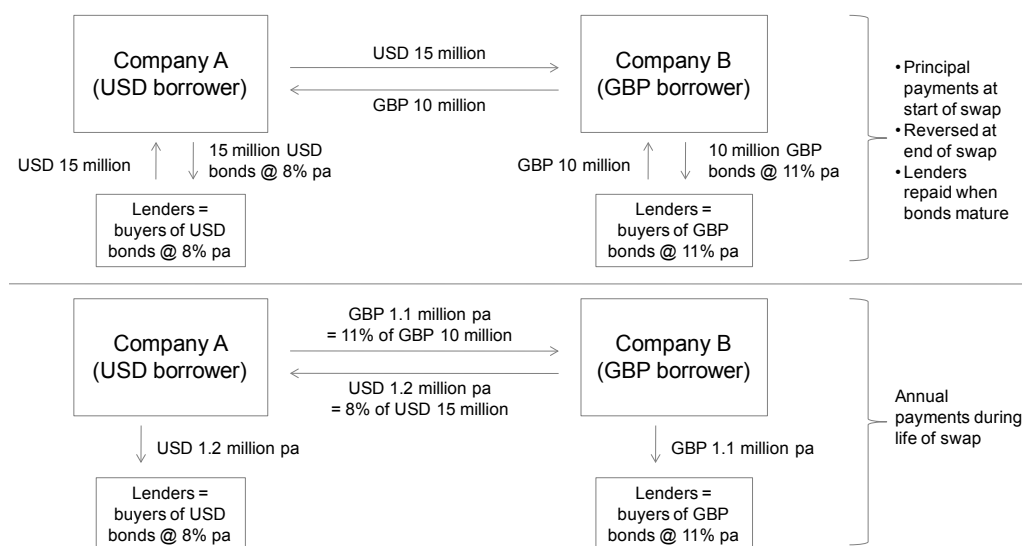 Company A
(USD borrower)
USD 15 million
GBP 10 million
Company B
(GBP borrower)
USD 15 million
15 million USD
bonds @ 8% pa
GBP 10 million
10 million GBP
bonds @ 11% pa
Lenders =
buyers of USD
bonds @ 8% pa
Lenders =
buyers of GBP
bonds @ 11% pa
• Principal
payments at
start of swap
• Reversed at
end of swap
• Lenders
repaid when
bonds mature
Company A
(USD borrower)
GBP 1.1 million pa
= 11% of GBP 10 million
USD 1.2 million pa
= 8% of USD 15 million
Company B
(GBP borrower)
USD 1.2 million pa
GBP 1.1 million pa
Lenders =
buyers of USD
bonds @ 8% pa
Lenders =
buyers of GBP
bonds @ 11% pa
Annual
payments during
life of swap